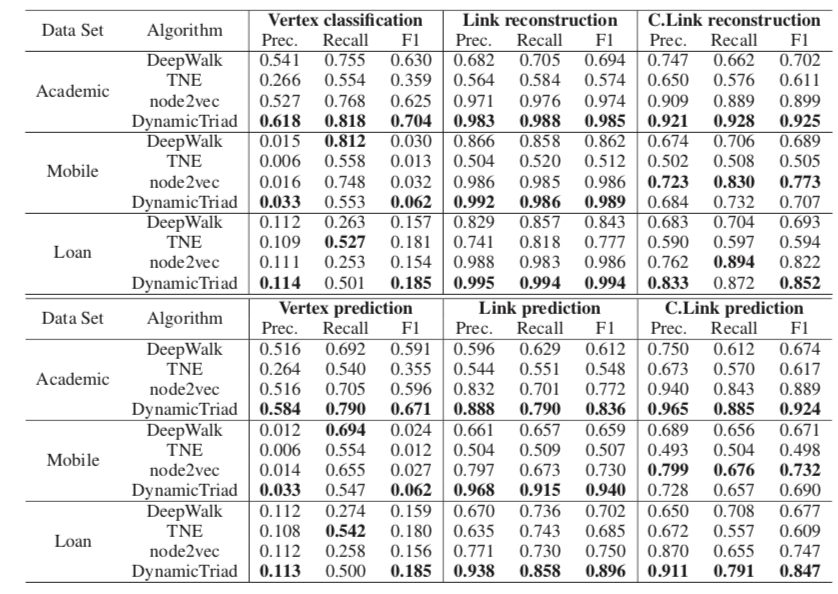 Data Set Algorithm Vertex classification Link reconstruction C.Link reconstruction
Prec. Recall F1 Prec. Recall F1 Prec. Recall F1
Academic
DeepWalk 0.541 0.755 0.630 0.682 0.705 0.694 0.747 0.662 0.702
TNE 0.266 0.554 0.359 0.564 0.584 0.574 0.650 0.576 0.611
node2vec 0.527 0.768 0.625 0.971 0.976 0.974 0.909 0.889 0.899
DynamicTriad 0.618 0.818 0.704 0.983 0.988 0.985 0.921 0.928 0.925
Mobile
DeepWalk 0.015 0.812 0.030 0.866 0.858 0.862 0.674 0.706 0.689
TNE 0.006 0.558 0.013 0.504 0.520 0.512 0.502 0.508 0.505
node2vec 0.016 0.748 0.032 0.986 0.985 0.986 0.723 0.830 0.773
DynamicTriad 0.033 0.553 0.062 0.992 0.986 0.989 0.684 0.732 0.707
Loan
DeepWalk 0.112 0.263 0.157 0.829 0.857 0.843 0.683 0.704 0.693
TNE 0.109 0.527 0.181 0.741 0.818 0.777 0.590 0.597 0.594
node2vec 0.111 0.253 0.154 0.988 0.983 0.986 0.762 0.894 0.822
DynamicTriad 0.114 0.501 0.185 0.995 0.994 0.994 0.833 0.872 0.852
Data Set Algorithm Vertex prediction Link prediction C.Link prediction
Prec. Recall F1 Prec. Recall F1 Prec. Recall F1
Academic
DeepWalk 0.516 0.692 0.591 0.596 0.629 0.612 0.750 0.612 0.674
TNE 0.264 0.540 0.355 0.544 0.551 0.548 0.673 0.570 0.617
node2vec 0.516 0.705 0.596 0.832 0.701 0.772 0.940 0.843 0.889
DynamicTriad 0.584 0.790 0.671 0.888 0.790 0.836 0.965 0.885 0.924
Mobile
DeepWalk 0.012 0.694 0.024 0.661 0.657 0.659 0.689 0.656 0.671
TNE 0.006 0.554 0.012 0.504 0.509 0.507 0.493 0.504 0.498
node2vec 0.014 0.655 0.027 0.797 0.673 0.730 0.799 0.676 0.732
DynamicTriad 0.033 0.547 0.062 0.968 0.915 0.940 0.728 0.657 0.690
Loan
DeepWalk 0.112 0.274 0.159 0.670 0.736 0.702 0.650 0.708 0.677
TNE 0.108 0.542 0.180 0.635 0.743 0.685 0.672 0.557 0.609
node2vec 0.112 0.258 0.156 0.771 0.730 0.750 0.870 0.655 0.747
DynamicTriad 0.113 0.500 0.185 0.938 0.858 0.896 0.911 0.791 0.847